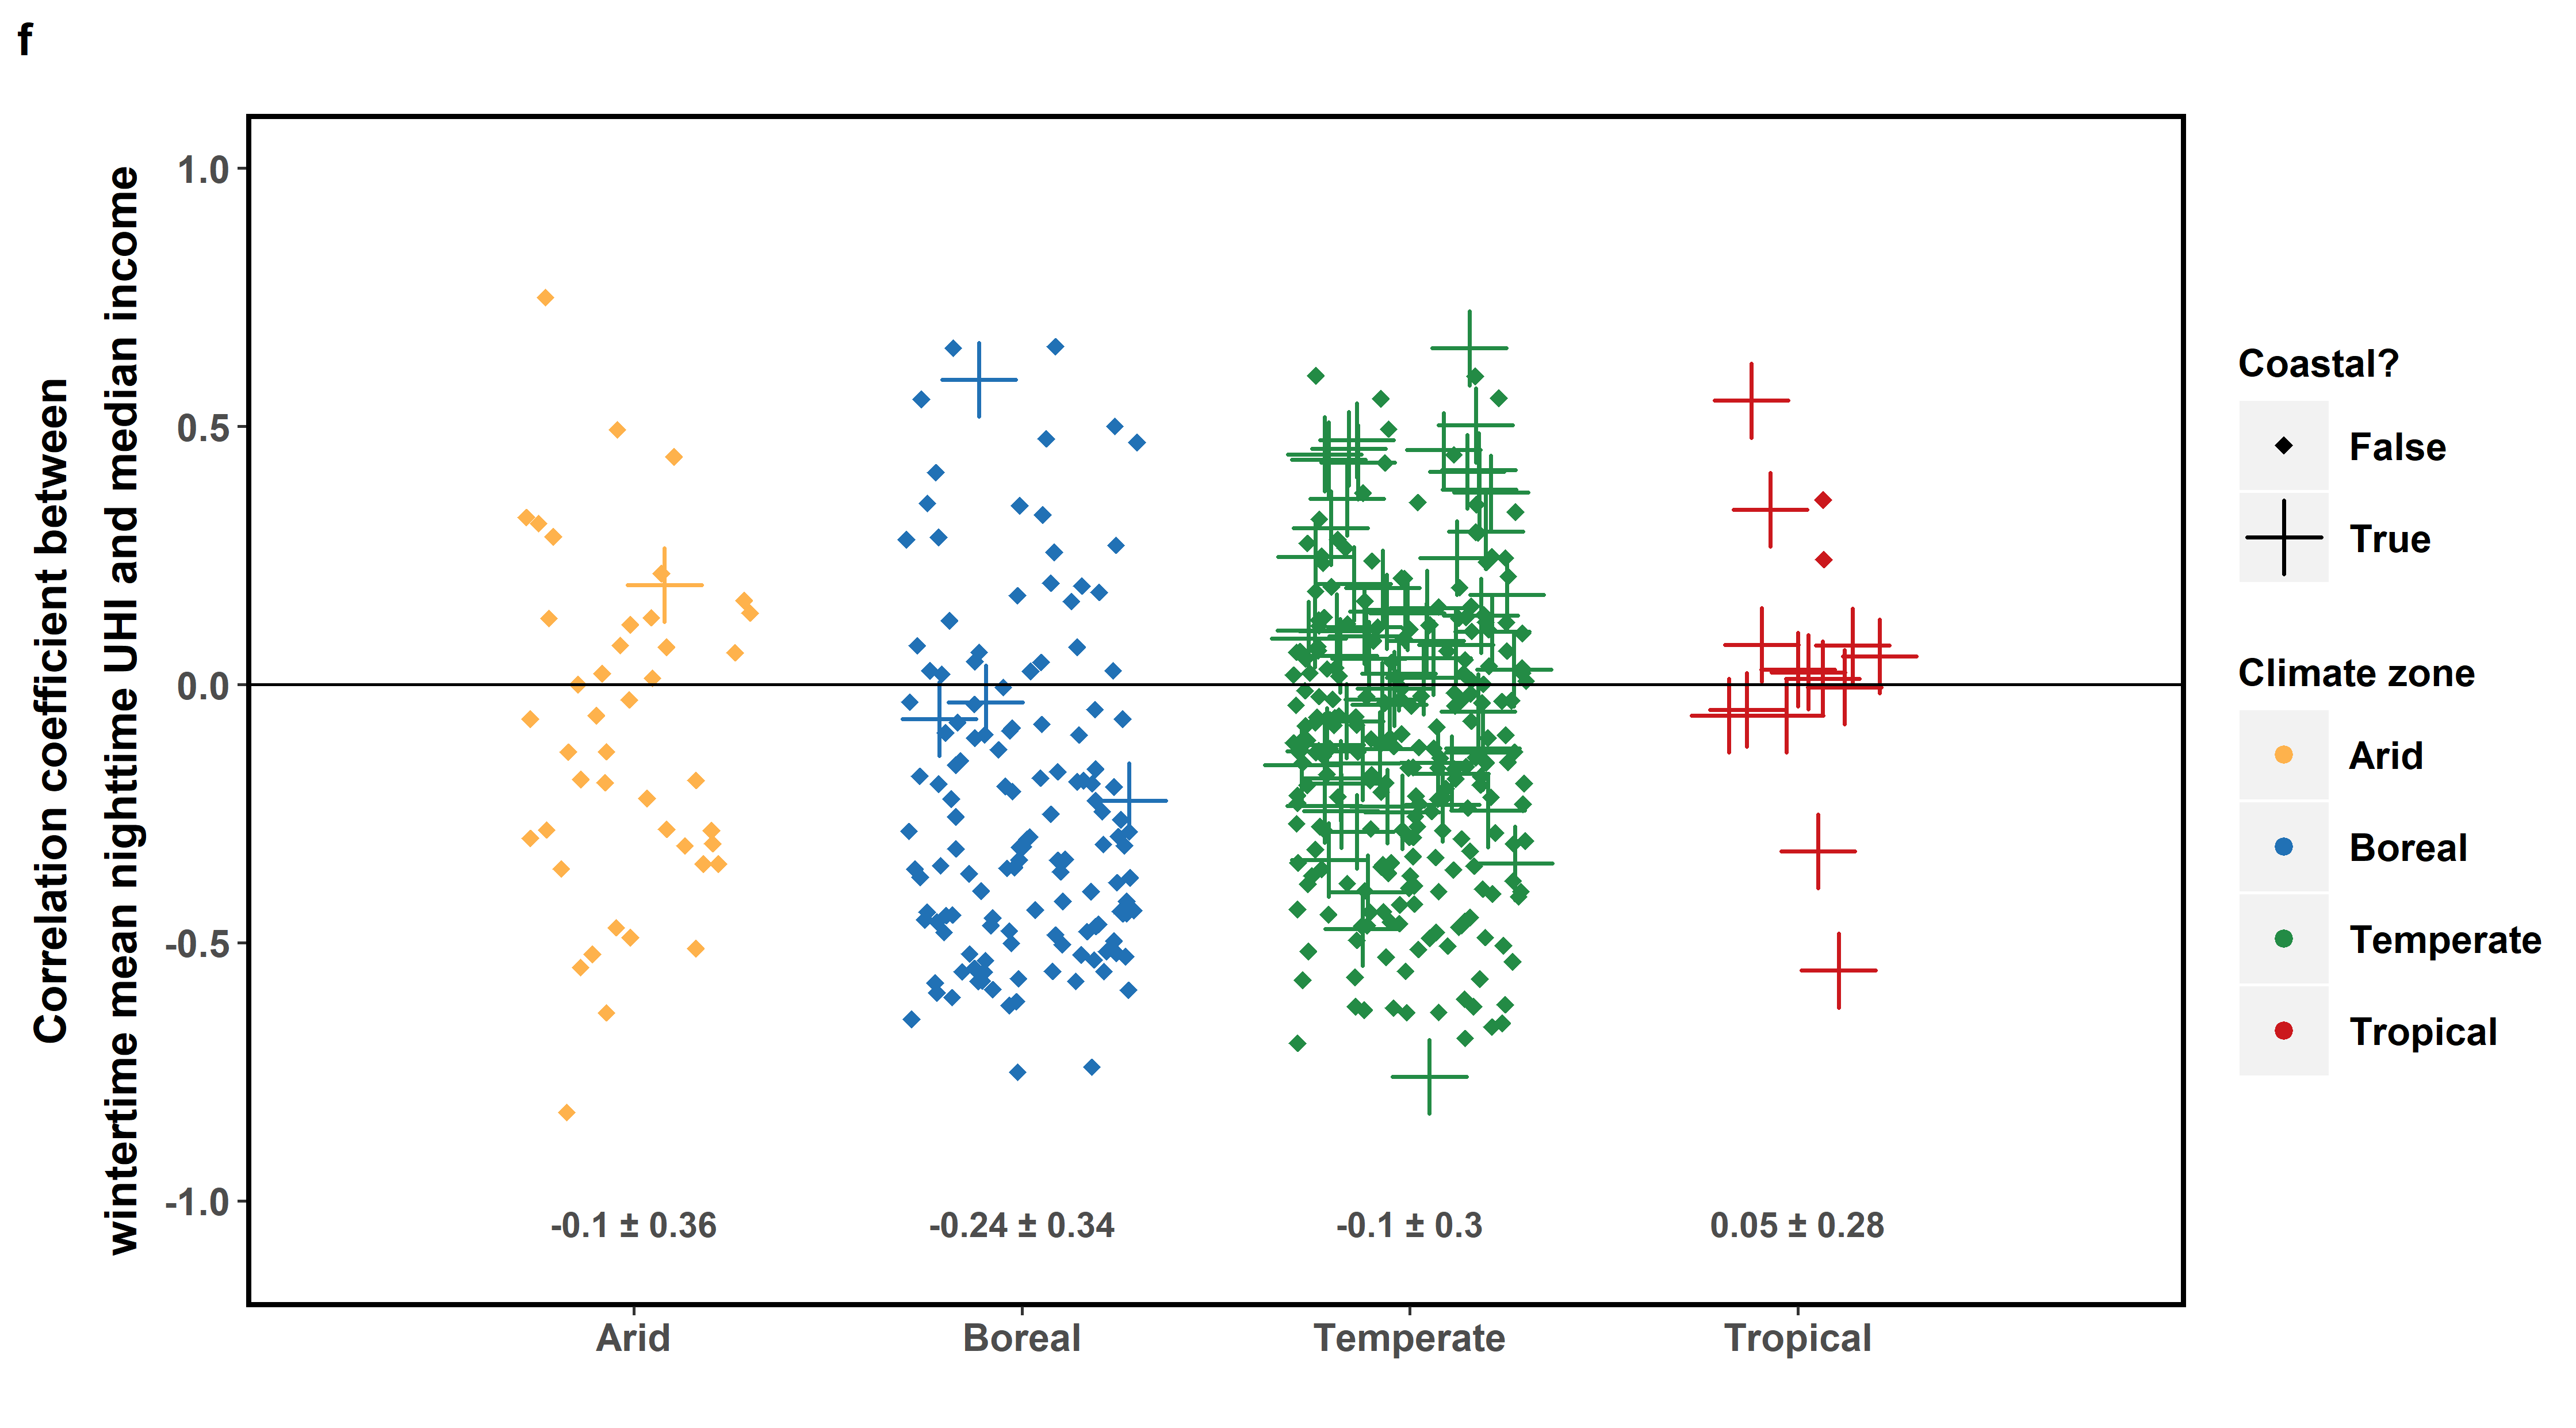 f
Correlation coefficient between
wintertime mean nighttime UHI and median income
1.0
0.5
0.0
-0.5
-1.0
-0.1 ± 0.36
-0.24 ± 0.34
-0.1 ± 0.3
0.05 ± 0.28
Arid
Boreal
Temperate
Tropical
Coastal?
False
True
Climate zone
Arid
Boreal
Temperate
Tropical